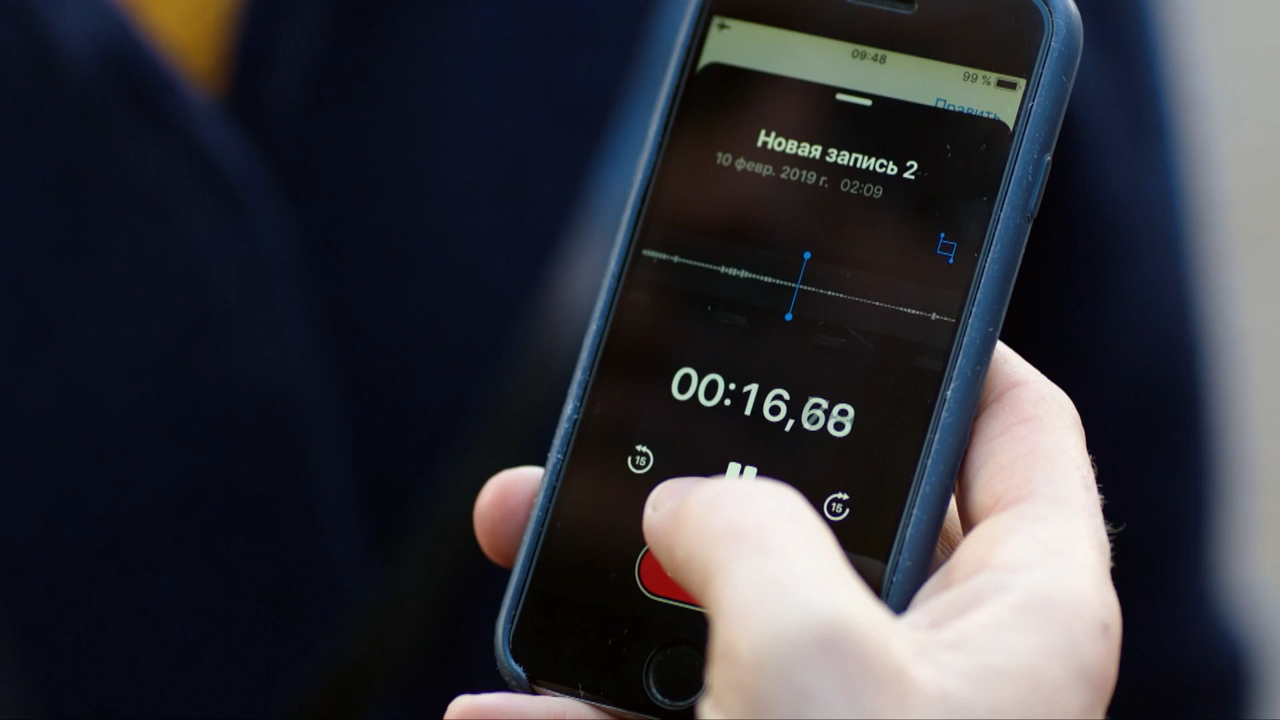 09:48
99 %
Править
Новая запись 2
10 февр. 2019 г. 02:09
00:16,68
15
15